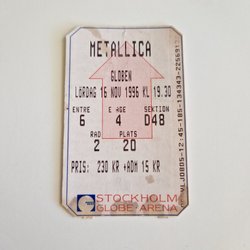 METALLICA
GLOBEN
LÖRDAG 16 NOV 1996 KL 19.30
ENTRE E AGE SEKTION
6 4 D48
RAD PLATS
2 20
PRIS: 230 KR +ADM 15 KR
STOCKHOLM
GLOBE ARENA